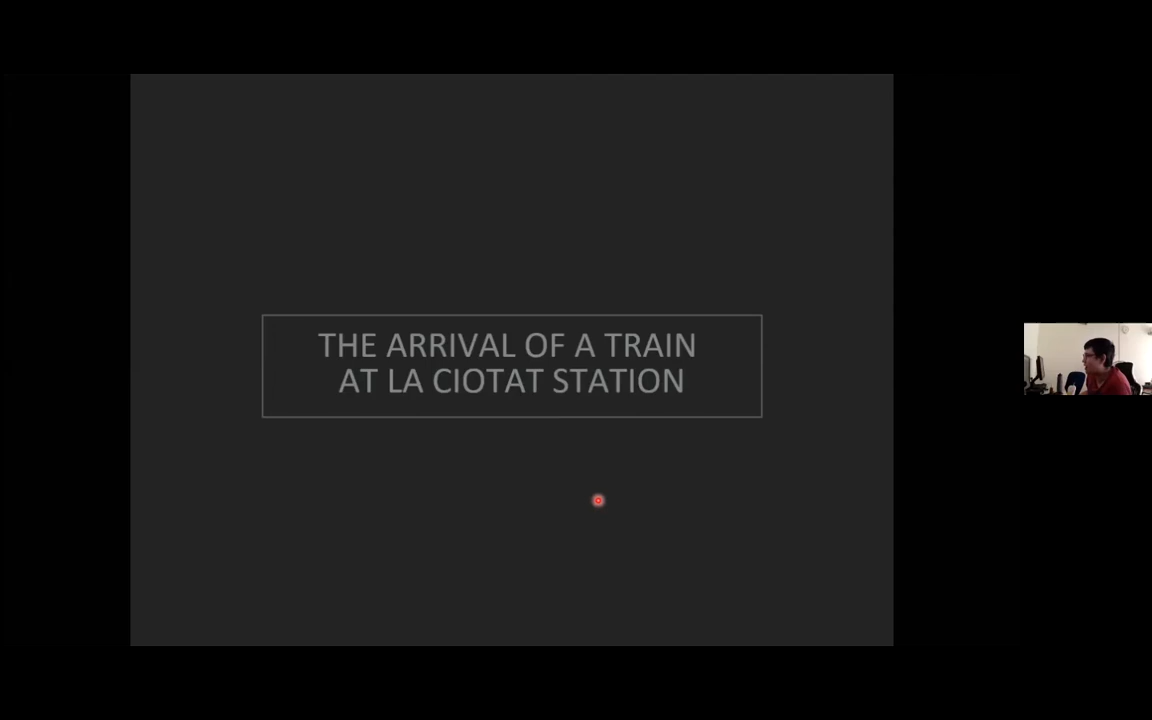 THE ARRIVAL OF A TRAIN
AT LA CIOTAT STATION